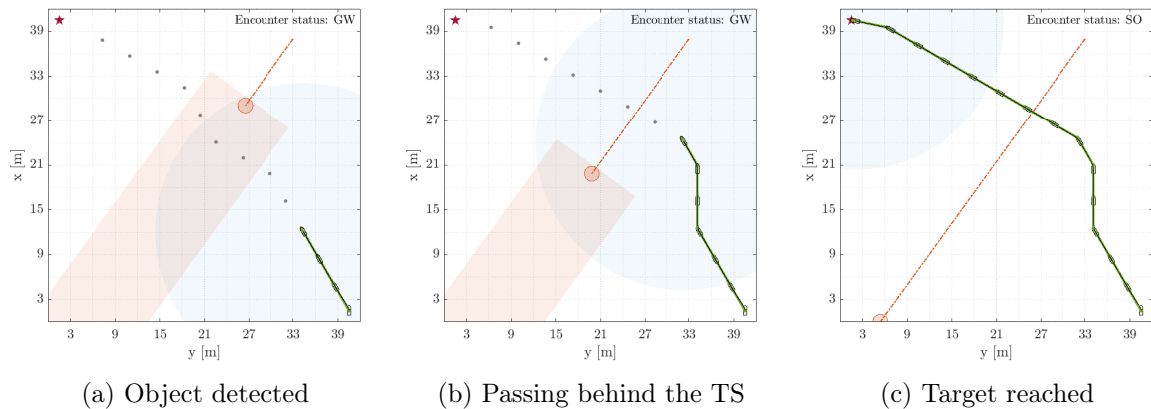 Encounter status: GW
39
33
27
21
15
9
3
x [m]
3 9 15 21 27 33 39
y [m]
(a) Object detected
Encounter status: GW
39
33
27
21
15
9
3
x [m]
3 9 15 21 27 33 39
y [m]
(b) Passing behind the TS
Encounter status: SO
39
33
27
21
15
9
3
x [m]
3 9 15 21 27 33 39
y [m]
(c) Target reached